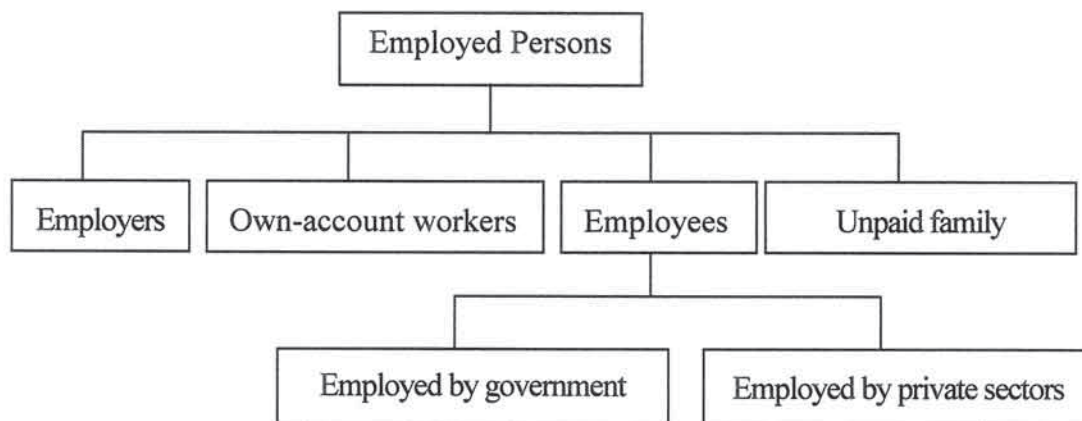 Employed Persons
Employers
Own-account workers
Employees
Unpaid family
Employed by government
Employed by private sectors